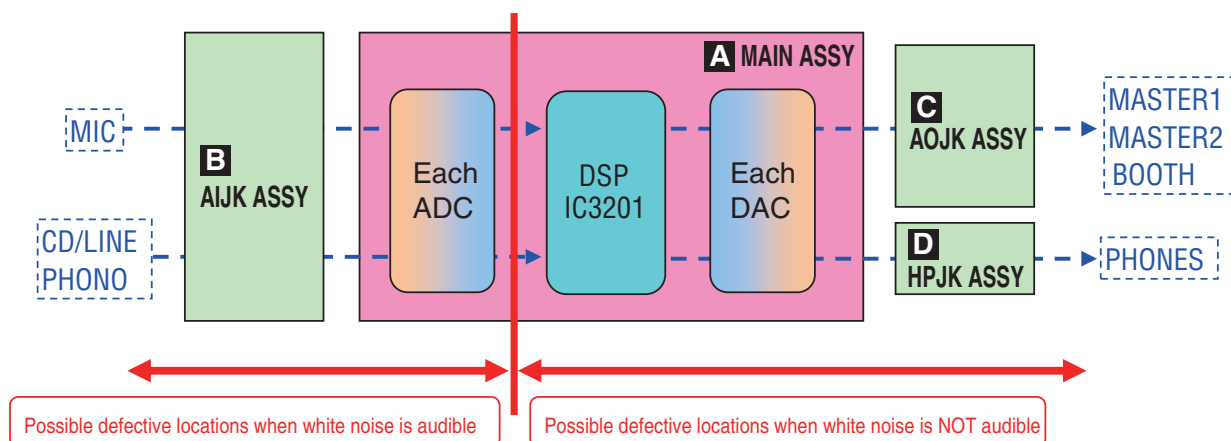 MIC
CD/LINE
PHONO
B
AIJK ASSY
A MAIN ASSY
Each
ADC
DSP
IC3201
Each
DAC
C
AOJK ASSY
D
HPJK ASSY
MASTER1
MASTER2
BOOTH
PHONES
Possible defective locations when white noise is audible
Possible defective locations when white noise is NOT audible